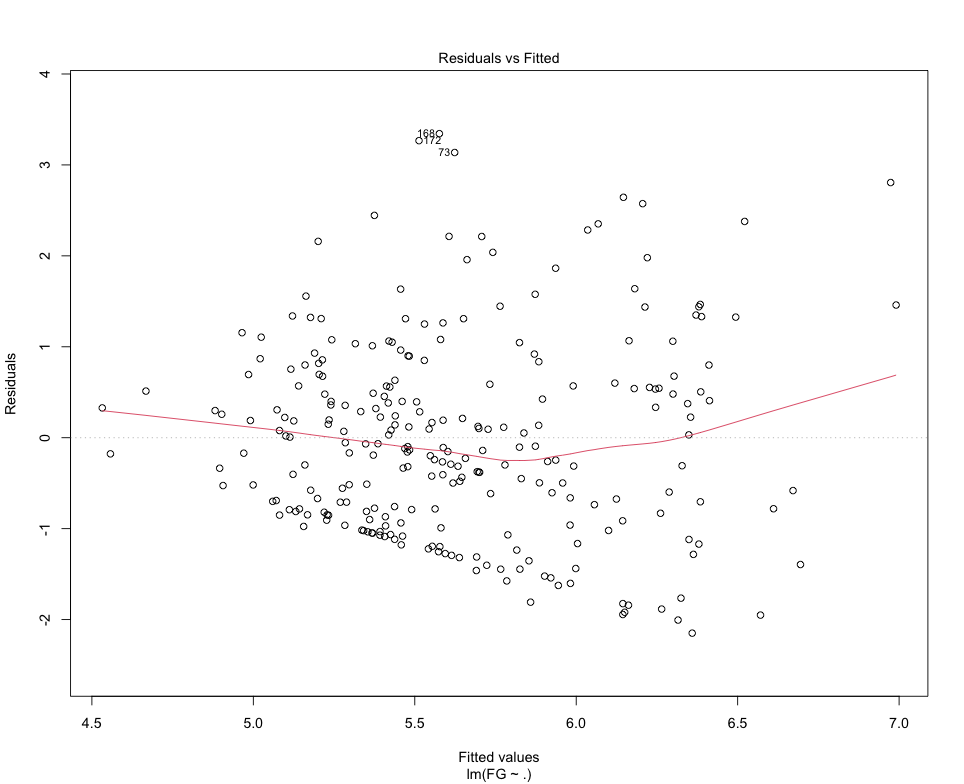 Residuals vs Fitted
4
3
2
1
0
-1
-2
Residuals
168
172
73
4.5 5.0 5.5 6.0 6.5 7.0
Fitted values
lm(FG ~ .)